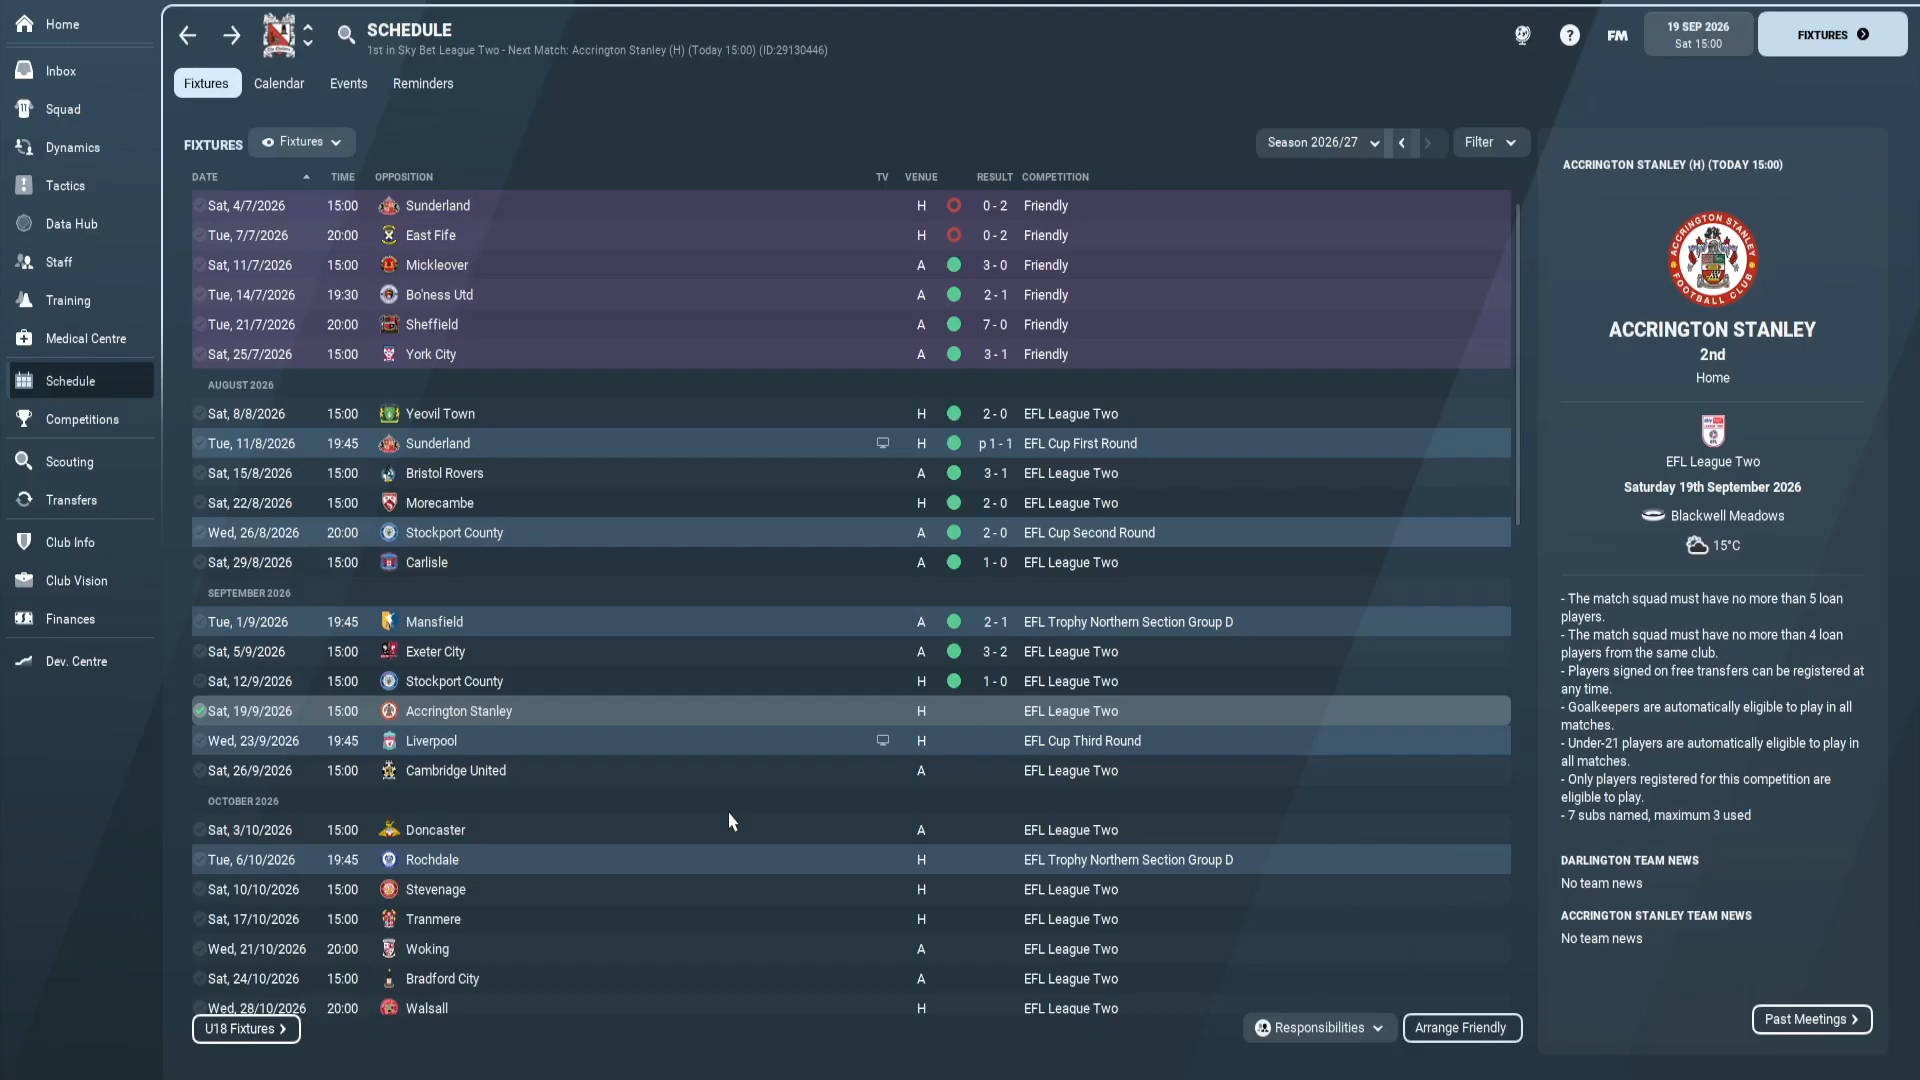 Home
Inbox
Squad
Dynamics
Tactics
Data Hub
Staff
Training
Medical Centre
Schedule
Competitions
Scouting
Transfers
Club Info
Club Vision
Finances
Dev. Centre
SCHEDULE
1st in Sky Bet League Two - Next Match: Accrington Stanley (H) (Today 15:00) (ID:29130446)
? FM
19 SEP 2026
Sat 15:00
FIXTURES
Fixtures Calendar Events Reminders
FIXTURES Fixtures Season 2026/27 Filter
DATE TIME OPPOSITION TV VENUE RESULT COMPETITION
Sat, 4/7/2026 15:00 Sunderland H 0 - 2 Friendly
Tue, 7/7/2026 20:00 East Fife H 0 - 2 Friendly
Sat, 11/7/2026 15:00 Mickleover A 3 - 0 Friendly
Tue, 14/7/2026 19:30 Bo'ness Utd A 2 - 1 Friendly
Tue, 21/7/2026 20:00 Sheffield A 7 - 0 Friendly
Sat, 25/7/2026 15:00 York City A 3 - 1 Friendly
AUGUST 2026
Sat, 8/8/2026 15:00 Yeovil Town H 2 - 0 EFL League Two
Tue, 11/8/2026 19:45 Sunderland H p 1 - 1 EFL Cup First Round
Sat, 15/8/2026 15:00 Bristol Rovers A 3 - 1 EFL League Two
Sat, 22/8/2026 15:00 Morecambe H 2 - 0 EFL League Two
Wed, 26/8/2026 20:00 Stockport County A 2 - 0 EFL Cup Second Round
Sat, 29/8/2026 15:00 Carlisle A 1 - 0 EFL League Two
SEPTEMBER 2026
Tue, 1/9/2026 19:45 Mansfield A 2 - 1 EFL Trophy Northern Section Group D
Sat, 5/9/2026 15:00 Exeter City A 3 - 2 EFL League Two
Sat, 12/9/2026 15:00 Stockport County H 1 - 0 EFL League Two
Sat, 19/9/2026 15:00 Accrington Stanley H EFL League Two
Wed, 23/9/2026 19:45 Liverpool H EFL Cup Third Round
Sat, 26/9/2026 15:00 Cambridge United A EFL League Two
OCTOBER 2026
Sat, 3/10/2026 15:00 Doncaster A EFL League Two
Tue, 6/10/2026 19:45 Rochdale H EFL Trophy Northern Section Group D
Sat, 10/10/2026 15:00 Stevenage H EFL League Two
Sat, 17/10/2026 15:00 Tranmere H EFL League Two
Wed, 21/10/2026 20:00 Woking A EFL League Two
Sat, 24/10/2026 15:00 Bradford City A EFL League Two
Wed, 28/10/2026 20:00 Walsall H EFL League Two
U18 Fixtures Responsibilities Arrange Friendly
ACCRINGTON STANLEY (H) (TODAY 15:00)
ACCRINGTON STANLEY
FOOTBALL CLUB
ACCRINGTON STANLEY
2nd
Home
EFL League Two
Saturday 19th September 2026
Blackwell Meadows
15°C
- The match squad must have no more than 5 loan
players.
- The match squad must have no more than 4 loan
players from the same club.
- Players signed on free transfers can be registered at
any time.
- Goalkeepers are automatically eligible to play in all
matches.
- Under-21 players are automatically eligible to play in
all matches.
- Only players registered for this competition are
eligible to play.
- 7 subs named, maximum 3 used
DARLINGTON TEAM NEWS
No team news
ACCRINGTON STANLEY TEAM NEWS
No team news
Past Meetings